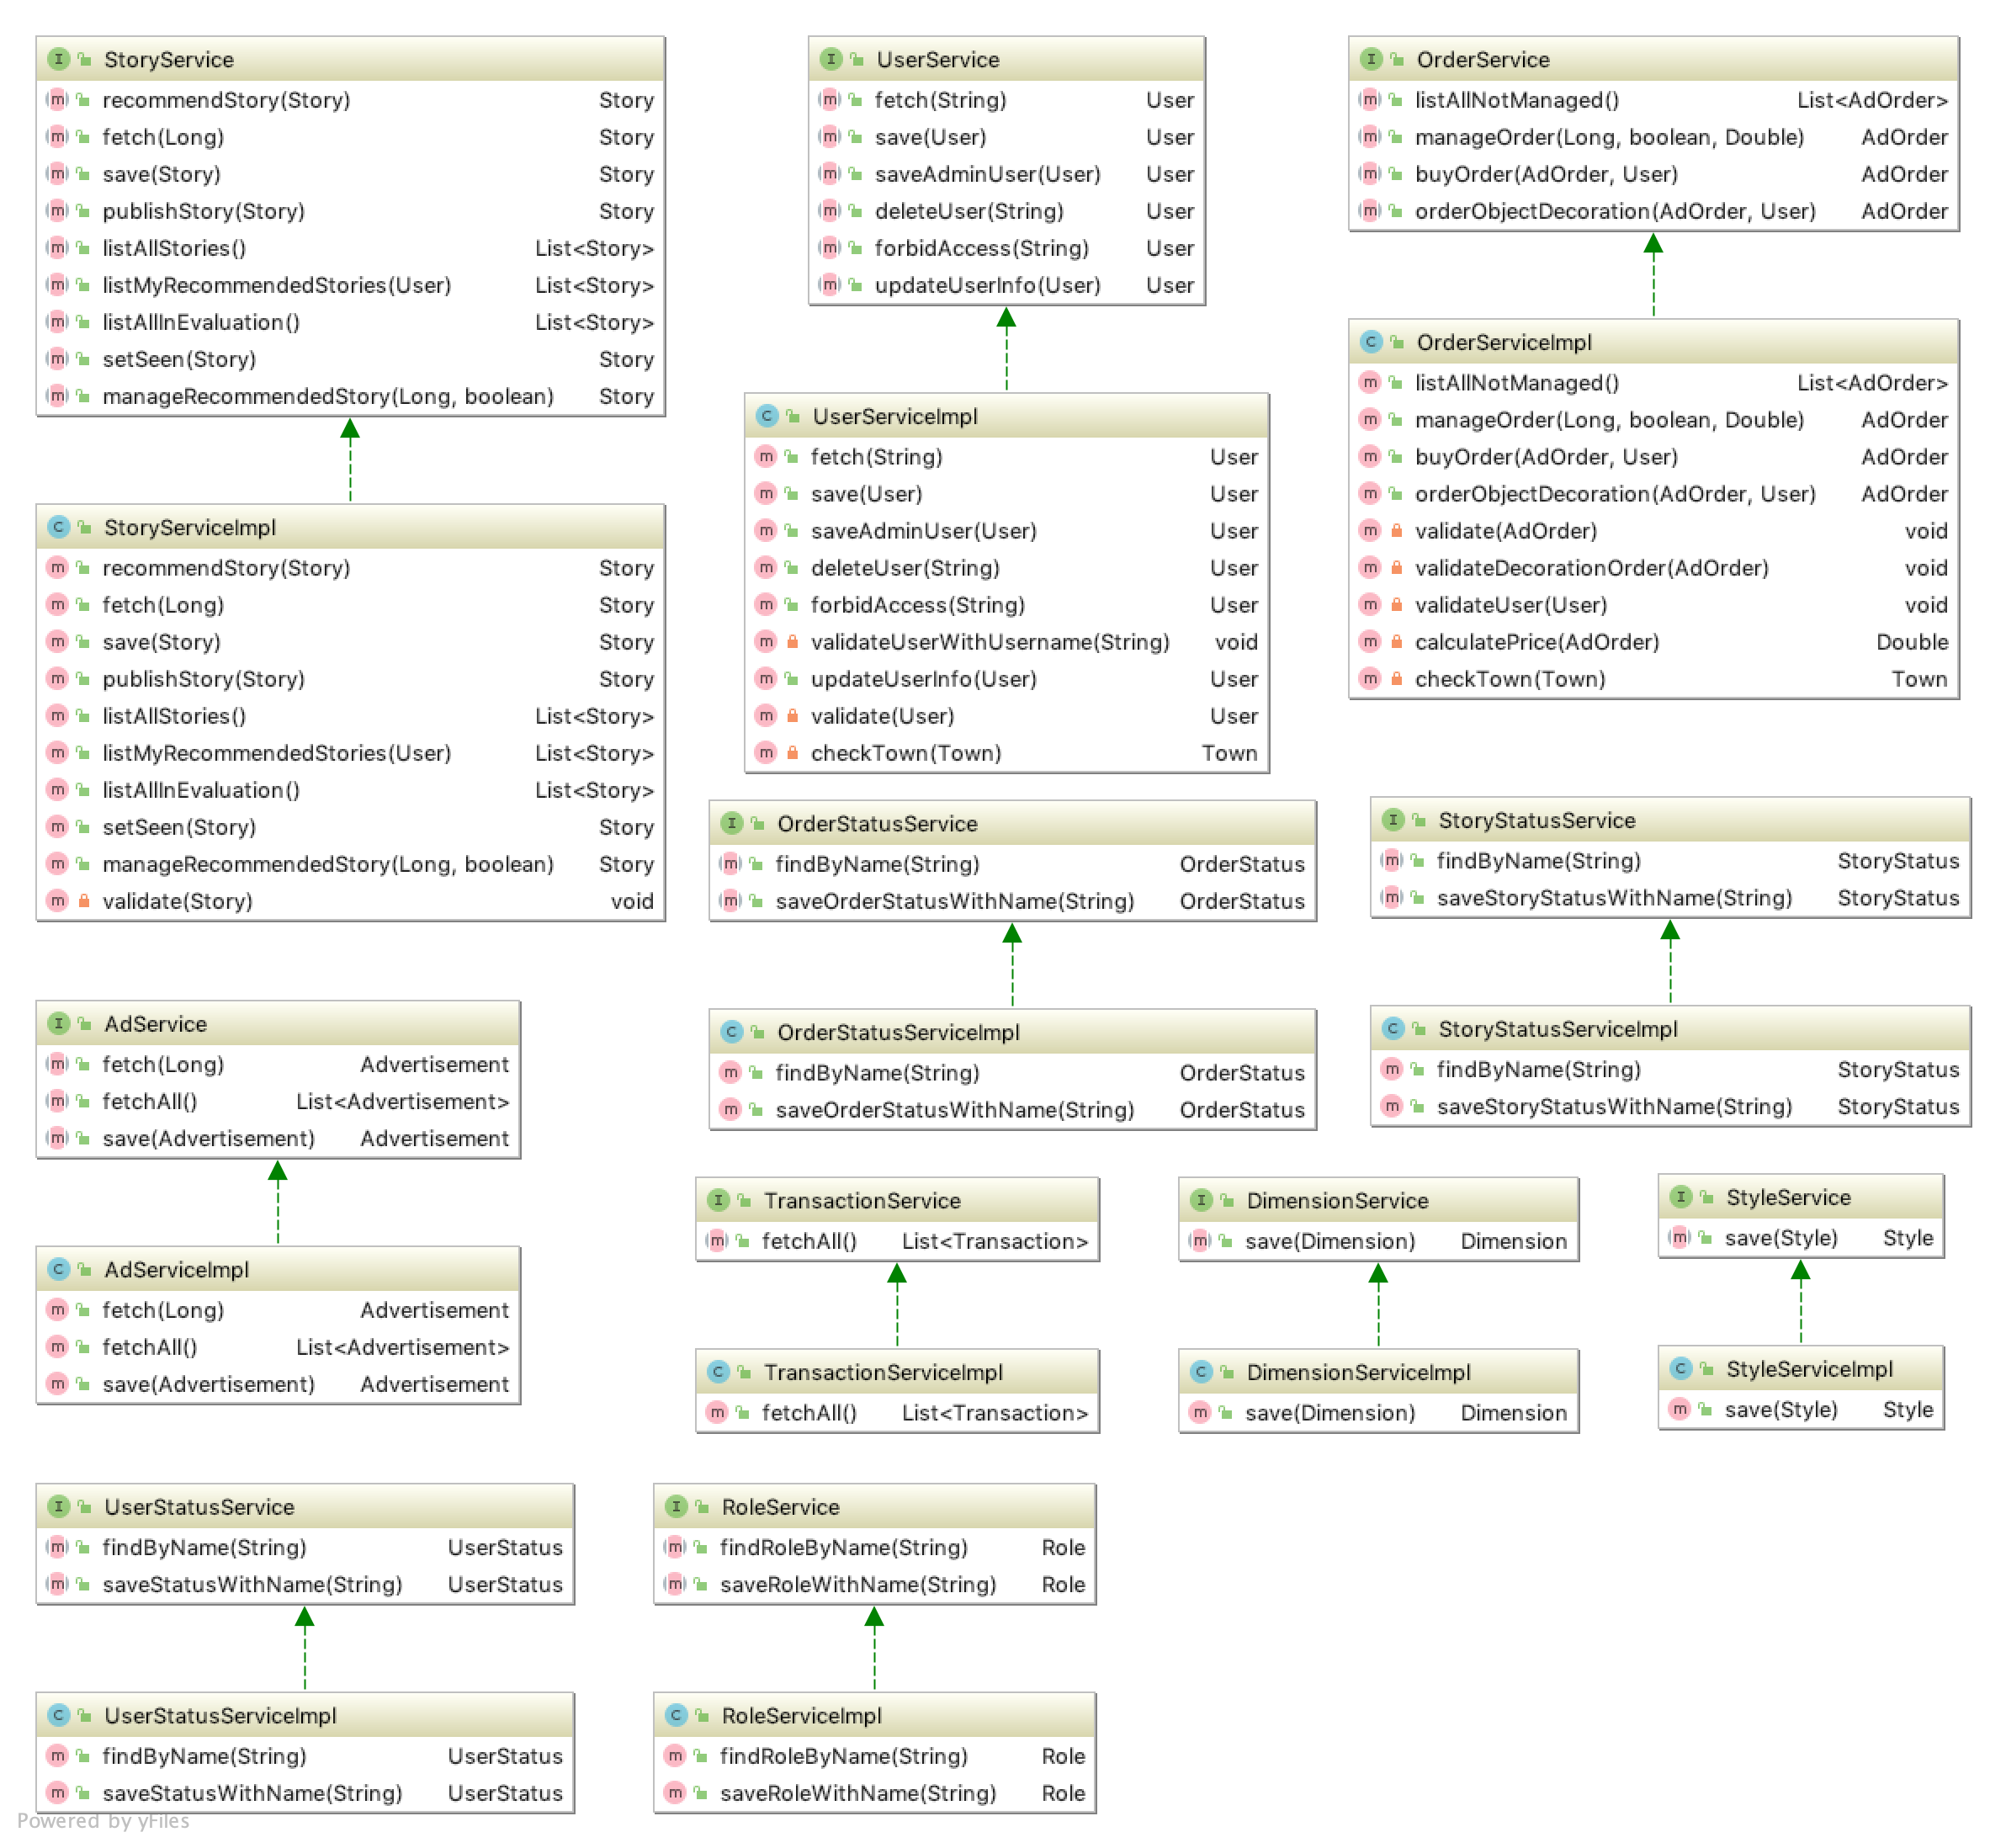 StoryService
recommendStory(Story) Story
fetch(Long) Story
save(Story) Story
publishStory(Story) Story
listAllStories() List<Story>
listMyRecommendedStories(User) List<Story>
listAllInEvaluation() List<Story>
setSeen(Story) Story
manageRecommendedStory(Long, boolean) Story
StoryServiceImpl
recommendStory(Story) Story
fetch(Long) Story
save(Story) Story
publishStory(Story) Story
listAllStories() List<Story>
listMyRecommendedStories(User) List<Story>
listAllInEvaluation() List<Story>
setSeen(Story) Story
manageRecommendedStory(Long, boolean) Story
validate(Story) void
UserService
fetch(String) User
save(User) User
saveAdminUser(User) User
deleteUser(String) User
forbidAccess(String) User
updateUserInfo(User) User
UserServiceImpl
fetch(String) User
save(User) User
saveAdminUser(User) User
deleteUser(String) User
forbidAccess(String) User
validateUserWithUsername(String) void
updateUserInfo(User) User
validate(User) User
checkTown(Town) Town
OrderService
listAllNotManaged() List<AdOrder>
manageOrder(Long, boolean, Double) AdOrder
buyOrder(AdOrder, User) AdOrder
orderObjectDecoration(AdOrder, User) AdOrder
OrderServiceImpl
listAllNotManaged() List<AdOrder>
manageOrder(Long, boolean, Double) AdOrder
buyOrder(AdOrder, User) AdOrder
orderObjectDecoration(AdOrder, User) AdOrder
validate(AdOrder) void
validateDecorationOrder(AdOrder) void
validateUser(User) void
calculatePrice(AdOrder) Double
checkTown(Town) Town
OrderStatusService
findByName(String) OrderStatus
saveOrderStatusWithName(String) OrderStatus
OrderStatusServiceImpl
findByName(String) OrderStatus
saveOrderStatusWithName(String) OrderStatus
StoryStatusService
findByName(String) StoryStatus
saveStoryStatusWithName(String) StoryStatus
StoryStatusServiceImpl
findByName(String) StoryStatus
saveStoryStatusWithName(String) StoryStatus
AdService
fetch(Long) Advertisement
fetchAll() List<Advertisement>
save(Advertisement) Advertisement
AdServiceImpl
fetch(Long) Advertisement
fetchAll() List<Advertisement>
save(Advertisement) Advertisement
TransactionService
fetchAll() List<Transaction>
TransactionServiceImpl
fetchAll() List<Transaction>
DimensionService
save(Dimension) Dimension
DimensionServiceImpl
save(Dimension) Dimension
StyleService
save(Style) Style
StyleServiceImpl
save(Style) Style
UserStatusService
findByName(String) UserStatus
saveStatusWithName(String) UserStatus
UserStatusServiceImpl
findByName(String) UserStatus
saveStatusWithName(String) UserStatus
RoleService
findRoleByName(String) Role
saveRoleWithName(String) Role
RoleServiceImpl
findRoleByName(String) Role
saveRoleWithName(String) Role
Powered by yFiles